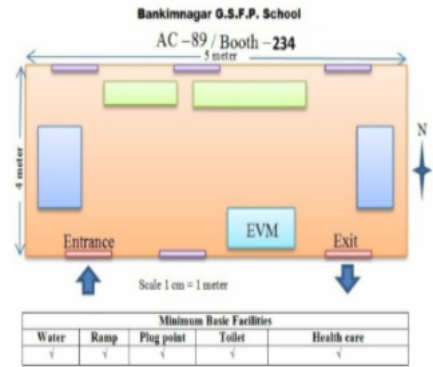 Bankimnagar G.S.F.P. School
AC -89 / Booth -234
5 meter
4 meter
N
EVM
Entrance
Exit
Scale 1 cm = 1 meter
Minimum Basic Facilities
Water Ramp Plug point Toilet Health care
√ √ √ √ √